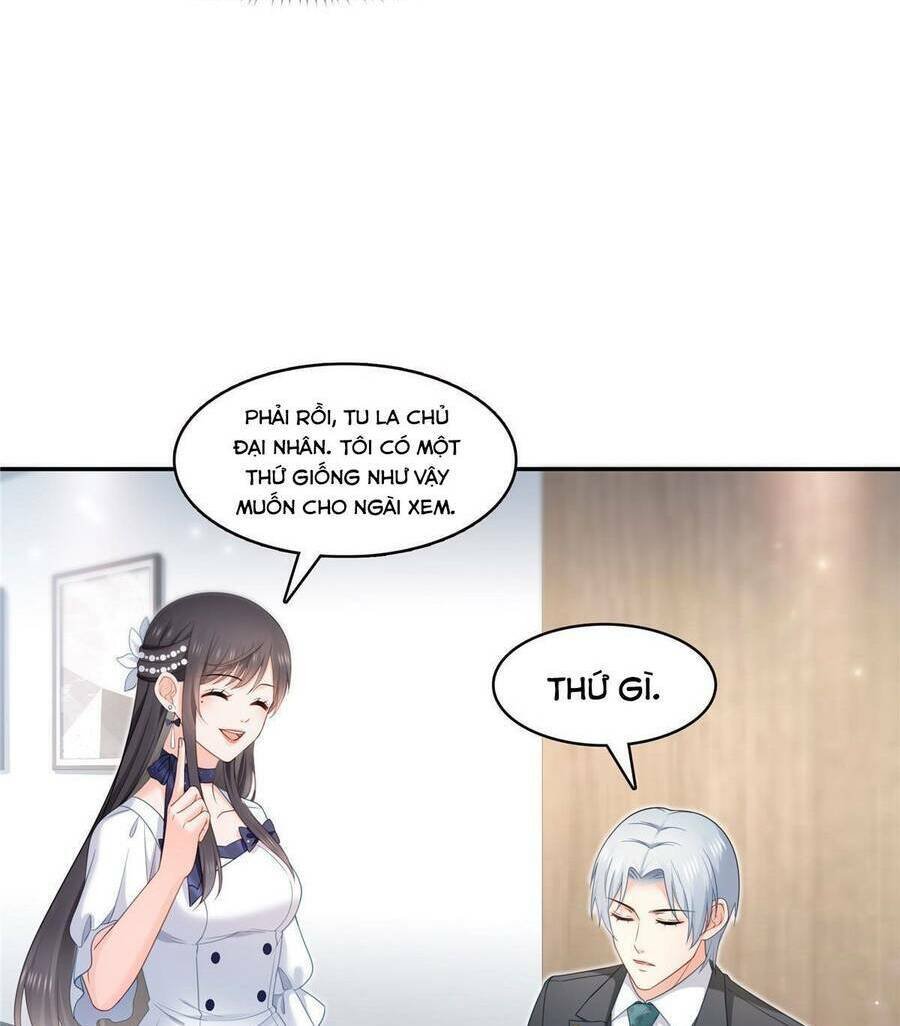 PHẢI RỒI, TU LA CHỦ
ĐẠI NHÂN. TÔI CÓ MỘT
THỨ GIỐNG NHƯ VẬY
MUỐN CHO NGÀI XEM.
THỨ GÌ.